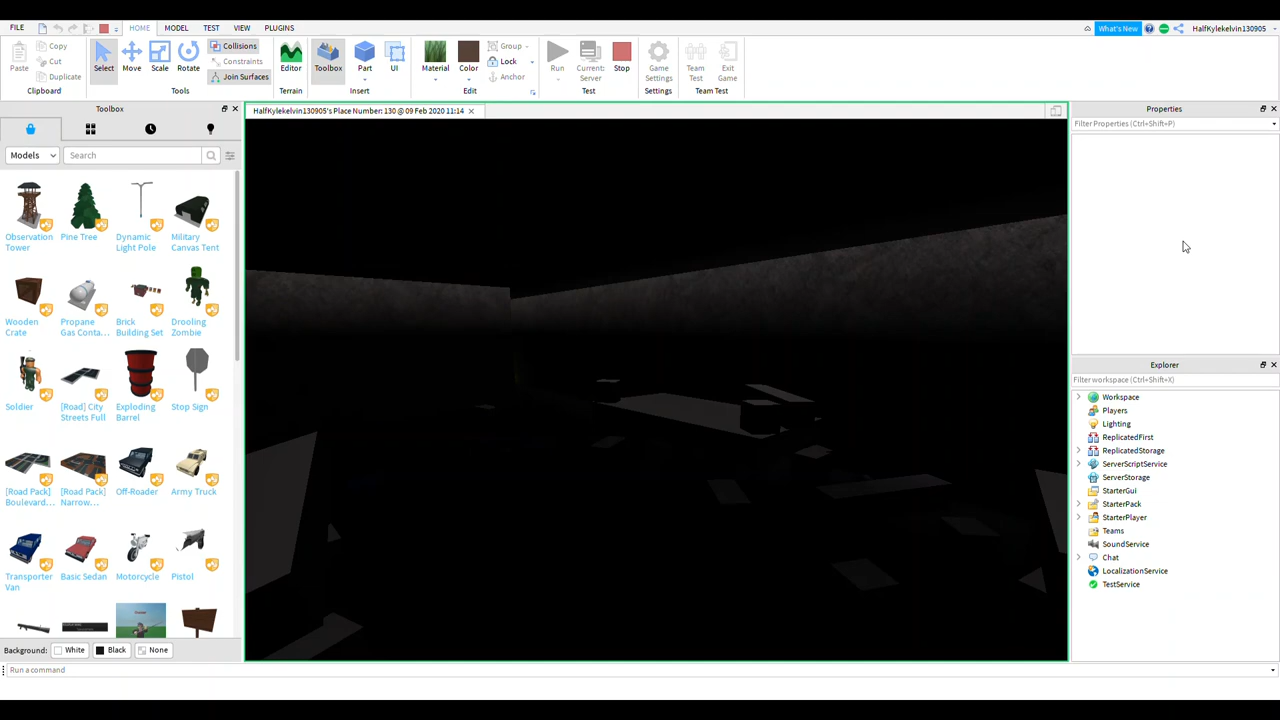 FILE HOME MODEL TEST VIEW PLUGINS What's New HalfKylekelvin130905
Paste Copy Cut Duplicate Select Move Scale Rotate Collisions Constraints Join Surfaces Editor Toolbox Part UI Material Color Group Lock Anchor Run Current: Server Stop Game Settings Team Test Exit Game
Clipboard Tools Terrain Insert Edit Test Settings Team Test
Toolbox
HalfKylekelvin130905's Place Number: 130 @ 09 Feb 2020 11:14
Properties
Filter Properties (Ctrl+Shift+P)
Models Search
Observation Tower
Pine Tree
Dynamic Light Pole
Military Canvas Tent
Wooden Crate
Propane Gas Conta...
Brick Building Set
Drooling Zombie
Soldier
[Road] City Streets Full
Exploding Barrel
Stop Sign
[Road Pack] Boulevard...
[Road Pack] Narrow...
Off-Roader
Army Truck
Transporter Van
Basic Sedan
Motorcycle
Pistol
Background: White Black None
Run a command
Explorer
Filter workspace (Ctrl+Shift+X)
Workspace
Players
Lighting
ReplicatedFirst
ReplicatedStorage
ServerScriptService
ServerStorage
StarterGui
StarterPack
StarterPlayer
Teams
SoundService
Chat
LocalizationService
TestService